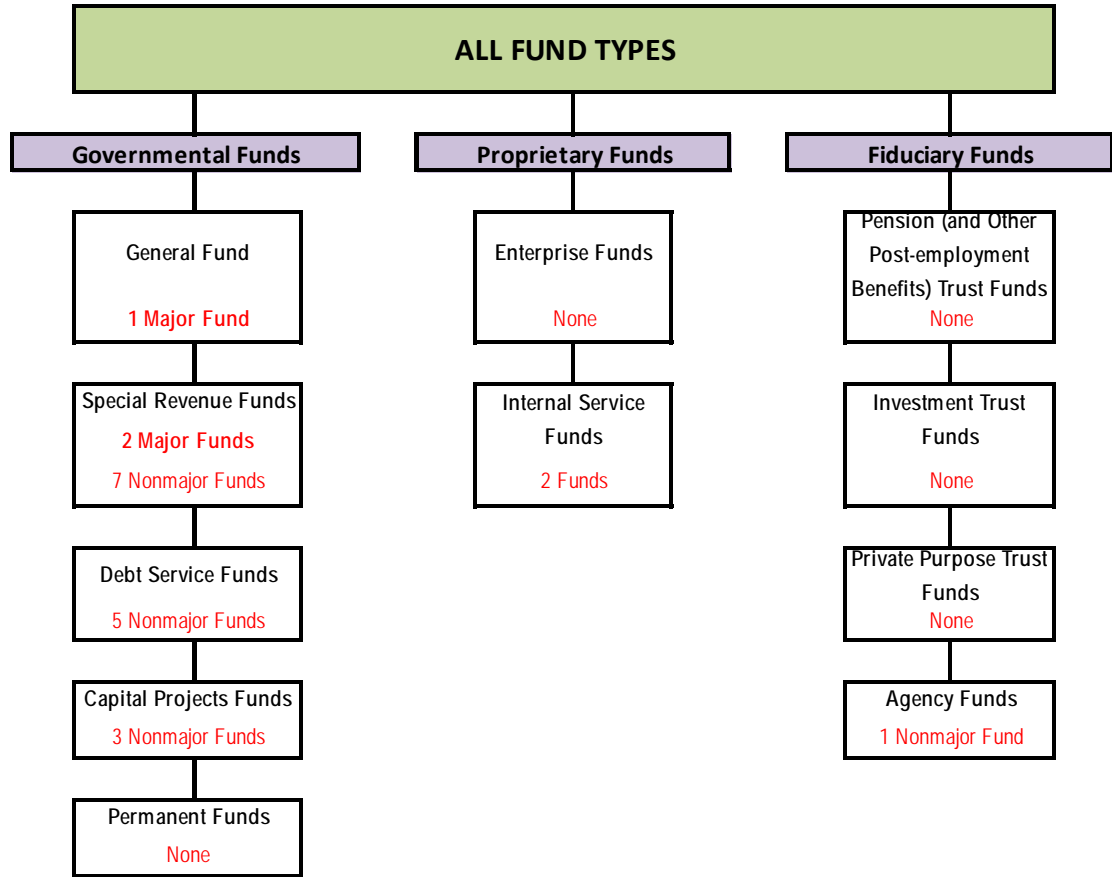 ALL FUND TYPES
Governmental Funds
General Fund
1 Major Fund
Special Revenue Funds
2 Major Funds
7 Nonmajor Funds
Debt Service Funds
5 Nonmajor Funds
Capital Projects Funds
3 Nonmajor Funds
Permanent Funds
None
Proprietary Funds
Enterprise Funds
None
Internal Service
Funds
2 Funds
Fiduciary Funds
Pension (and Other
Post-employment
Benefits) Trust Funds
None
Investment Trust
Funds
None
Private Purpose Trust
Funds
None
Agency Funds
1 Nonmajor Fund